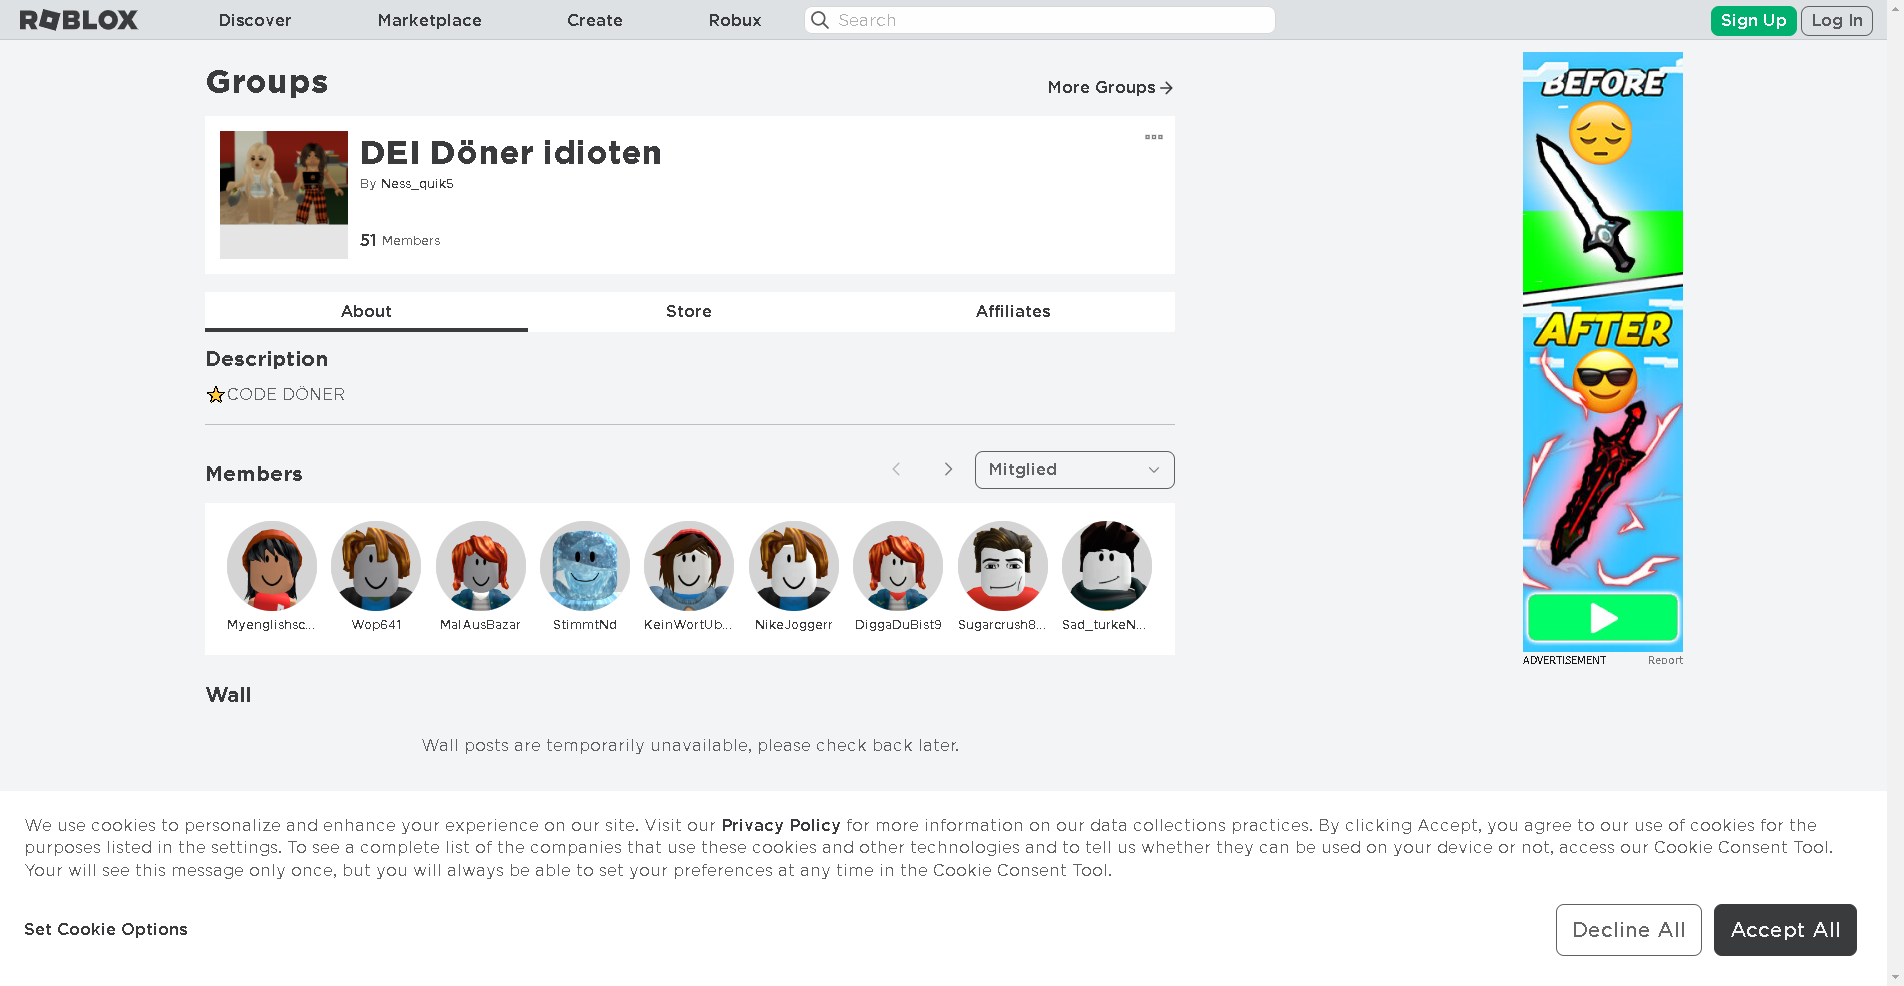 ROBLOX
Discover
Marketplace
Create
Robux
Search
Sign Up
Log In
Groups
More Groups
DEI Döner idioten
By Ness_quik5
51 Members
About
Store
Affiliates
Description
⭐CODE DÖNER
Members
Mitglied
Myenglishsc...
Wop641
MalAusBazar
StimmtNd
KeinWortUb...
NikeJoggerr
DiggaDuBist9
Sugarcrush8...
Sad_turkeN...
Wall
Wall posts are temporarily unavailable, please check back later.
BEFORE
AFTER
ADVERTISEMENT
Report
We use cookies to personalize and enhance your experience on our site. Visit our Privacy Policy for more information on our data collections practices. By clicking Accept, you agree to our use of cookies for the
purposes listed in the settings. To see a complete list of the companies that use these cookies and other technologies and to tell us whether they can be used on your device or not, access our Cookie Consent Tool.
Your will see this message only once, but you will always be able to set your preferences at any time in the Cookie Consent Tool.
Set Cookie Options
Decline All
Accept All